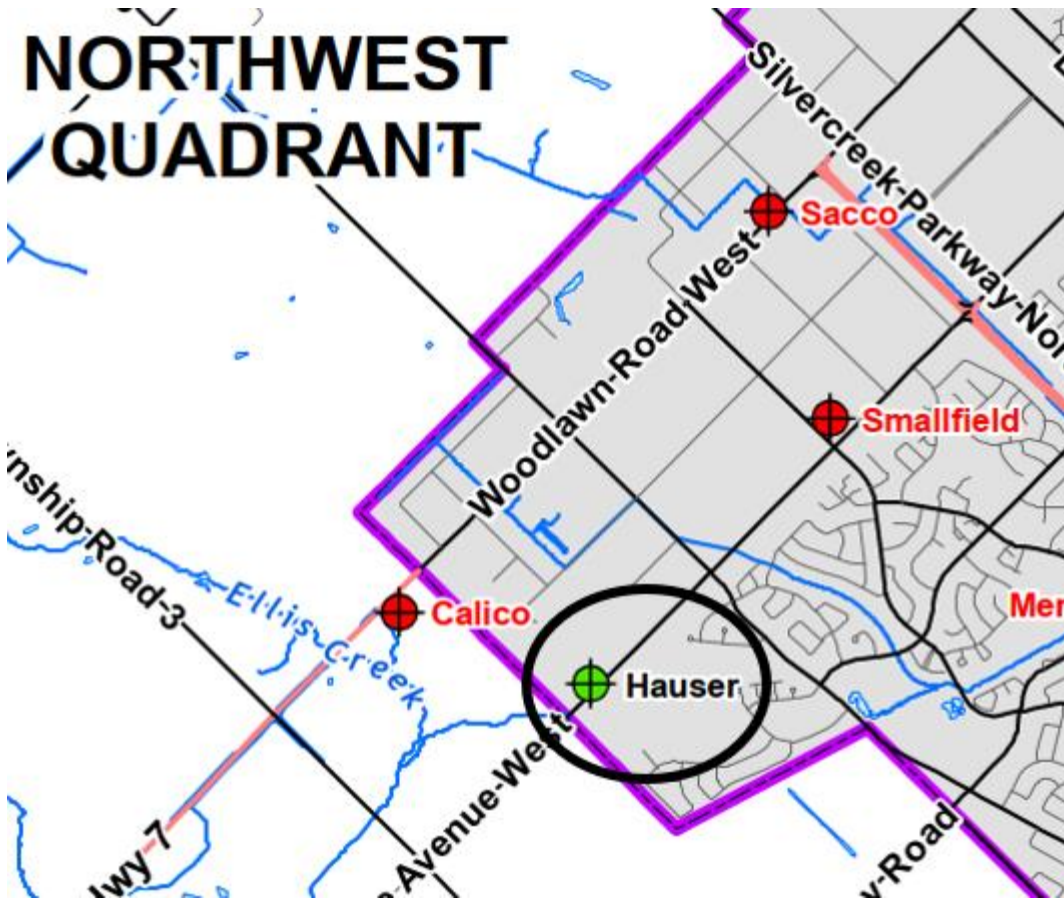 NORTHWEST
QUADRANT
Silvercreek-Parkway-Nor
Sacco
Woodlawn-Road-West
Smallfield
nship-Road-3
Ellis Creek
Calico
Mer
Hauser
e-Avenue-West
Hwy 7
y-Road